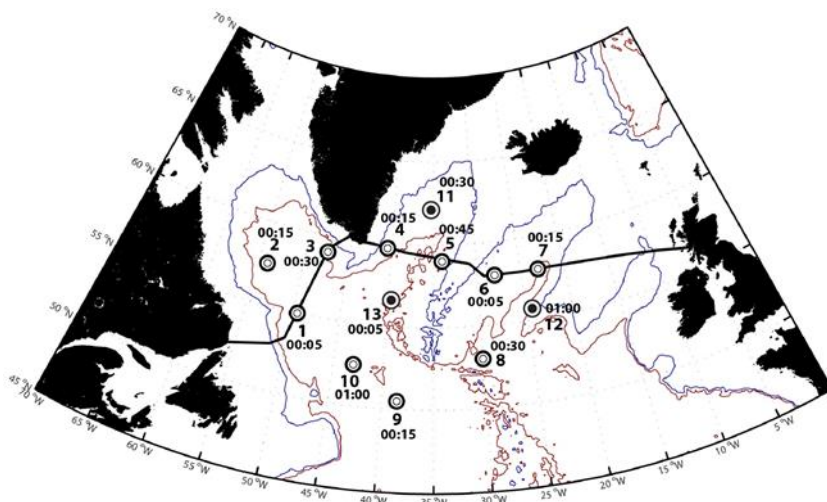 70 °N
65 °N
60 °N
55 °N
50 °N
45 °N
70 °W
65 °W
60 °W
55 °W
50 °W
45 °W
40 °W
35 °W
30 °W
25 °W
20 °W
15 °W
10 °W
5 °W
00:30
11
00:15
4
00:45
5
00:15
2
3
00:30
00:15
7
6
00:05
1
00:05
13
00:05
01:00
12
00:30
8
10
01:00
9
00:15